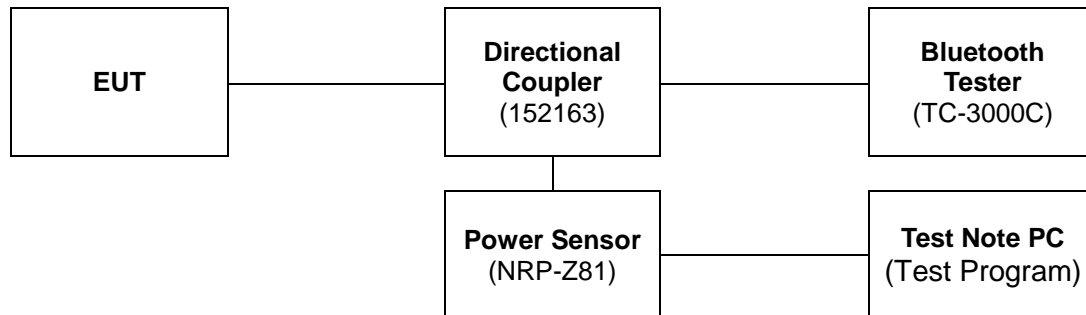 EUT
Directional
Coupler
(152163)
Bluetooth
Tester
(TC-3000C)
Power Sensor
(NRP-Z81)
Test Note PC
(Test Program)